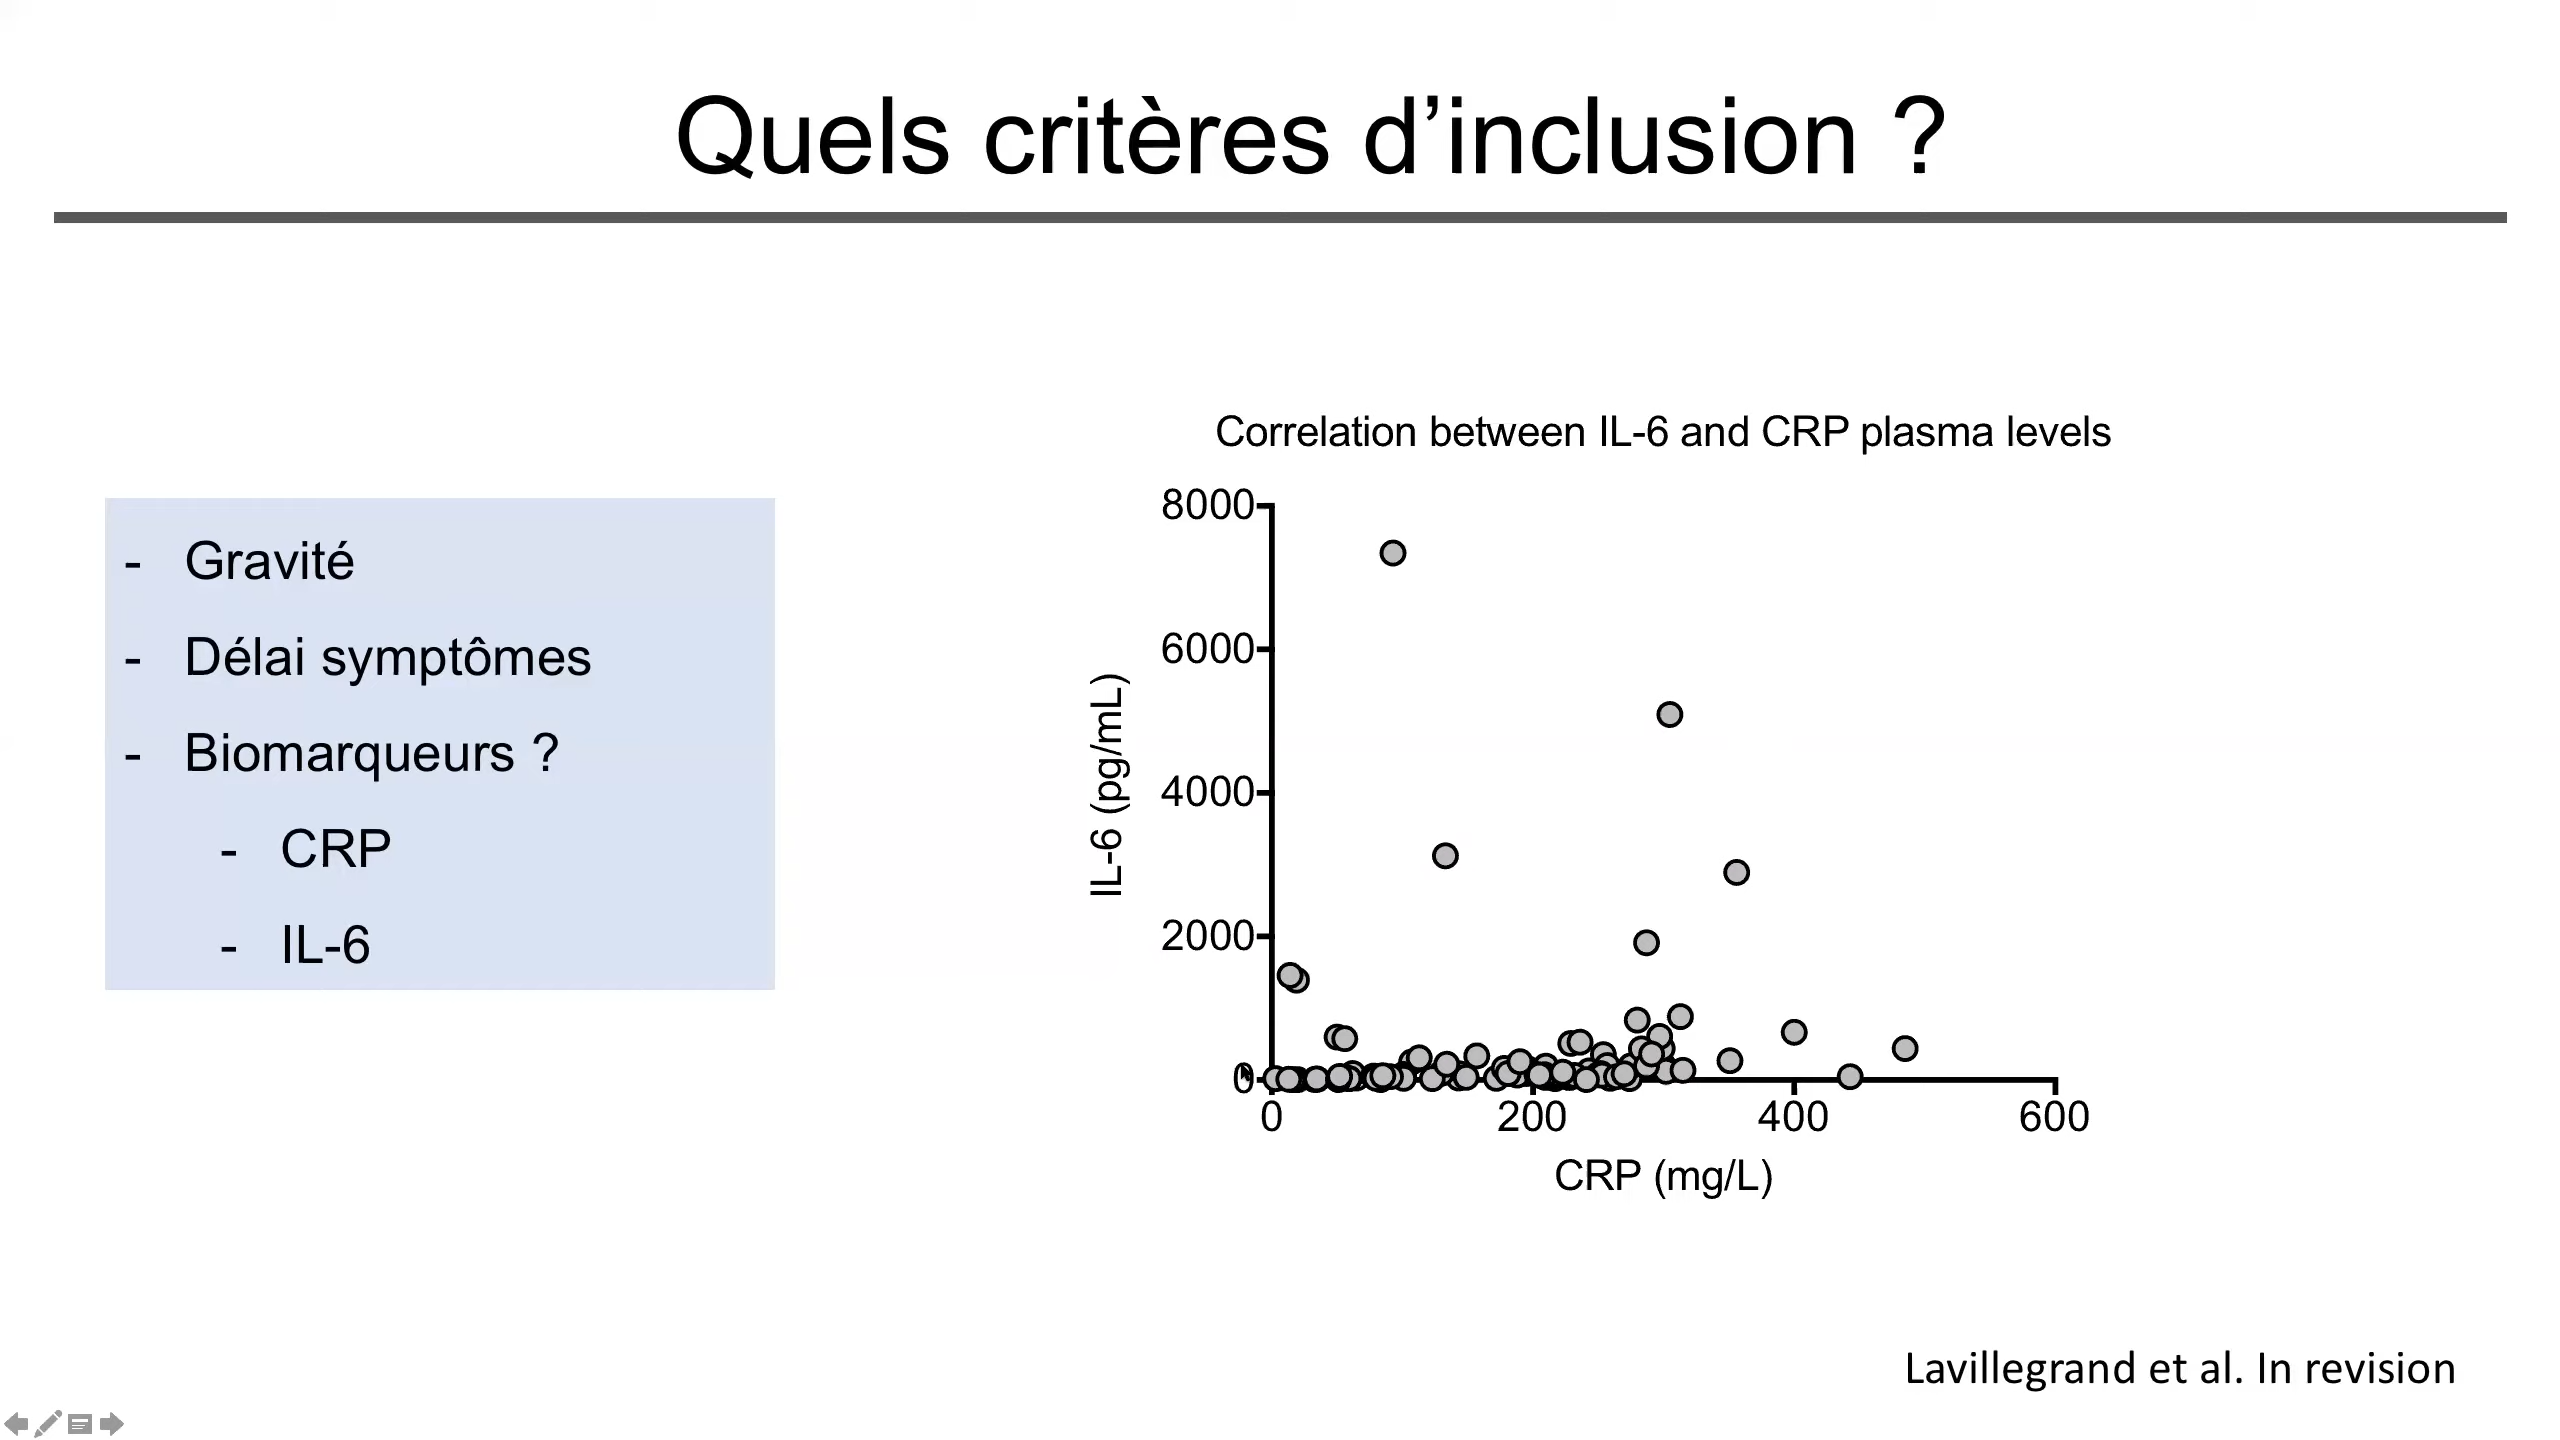 Quels critères d’inclusion ?
- Gravité
- Délai symptômes
- Biomarqueurs ?
- CRP
- IL-6
Correlation between IL-6 and CRP plasma levels
IL-6 (pg/mL)
8000
6000
4000
2000
0
0 200 400 600
CRP (mg/L)
Lavillegrand et al. In revision